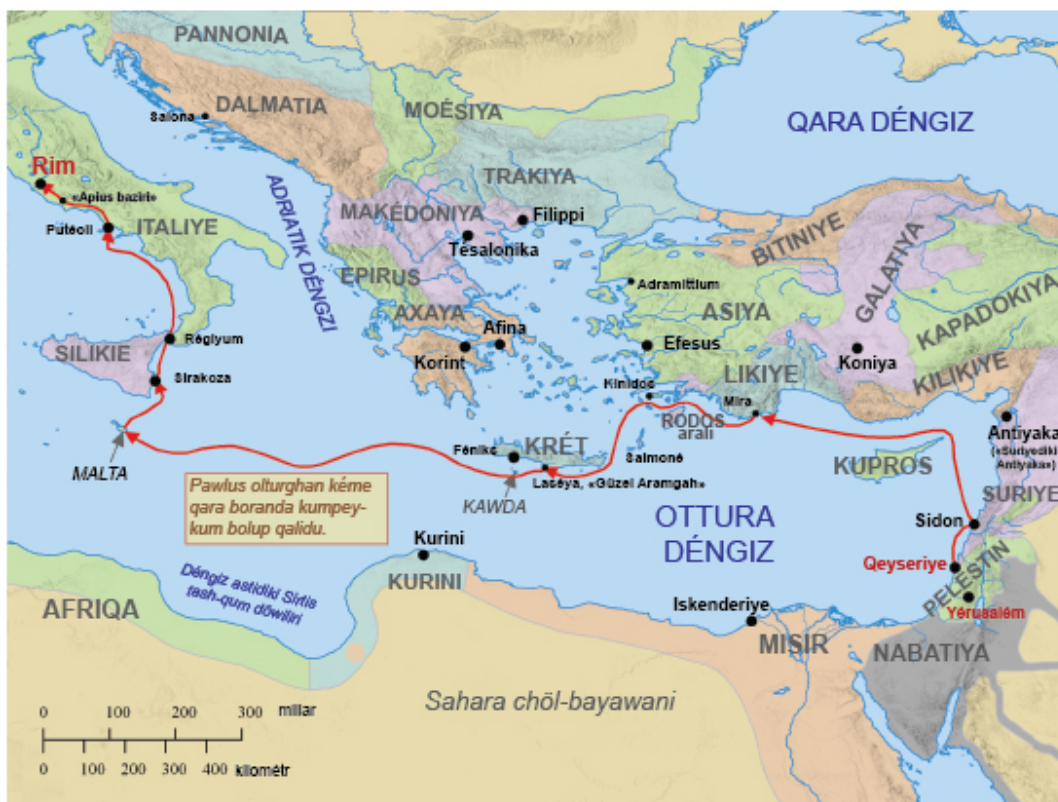 PANNONIA
DALMATIA
Salona
MOÉSIYA
QARA DÉNGIZ
Rim
«Apius baziri»
Putéoli
ITALIYE
ADRIATIK DÉNGZI
TRAKIYA
MAKÉDONIYA
Filippi
Tésalonika
BITINIYE
GALATIYA
EPIRUS
Adramittium
ASIYA
KAPADOKIYA
AXAYA
Afina
Korint
Efesus
Koniya
SILIKIE
Régiyum
Sirakoza
LIKIYE
KILIKIYE
Kinidos
Mira
RODOS
arali
Antiyaka
(«Suriyediki
Antiyaka»)
MALTA
Féniks
KRÉT
Salmoné
KUPROS
SURIYE
Laséya, «Güzel Aramgah»
KAWDA
Pawlus olturghan kéme
qara boranda kumpey-
kum bolup qalidu.
OTTURA
DÉNGIZ
Sidon
Qeyseriye
Kurini
KURINI
PELESTIN
Yérusalém
Déngiz astidiki Sirtis
tash-qum döwiliri
AFRIQA
Iskenderiye
MISIR
NABATIYA
Sahara chöl-bayawani
0 100 200 300 millar
0 100 200 300 400 kilométr